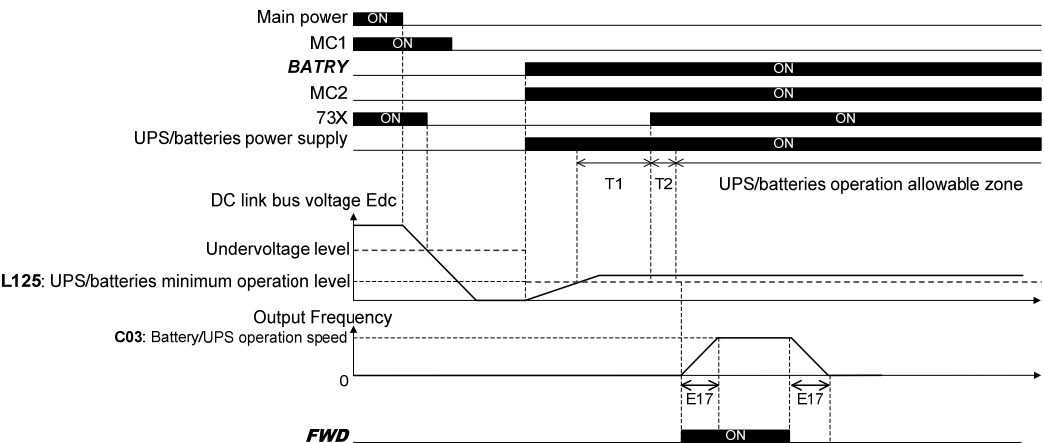 Main power ON
MC1 ON
BATRY ON
MC2 ON
73X ON ON
UPS/batteries power supply ON
T1 T2 UPS/batteries operation allowable zone
DC link bus voltage Edc
Undervoltage level
L125: UPS/batteries minimum operation level
Output Frequency
C03: Battery/UPS operation speed
0
E17 E17
FWD ON